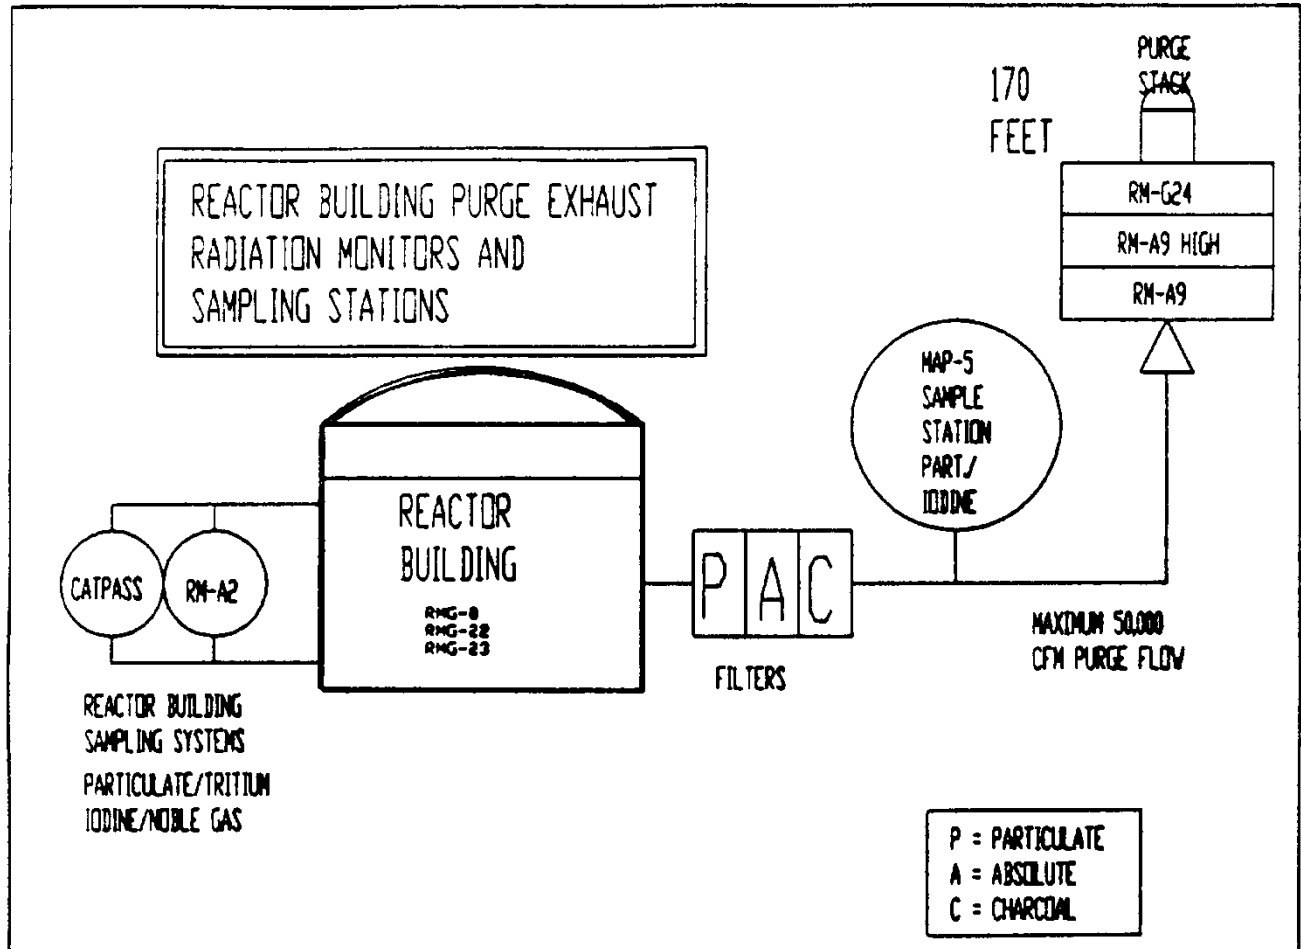 PURGE
STACK
170
FEET
REACTOR BUILDING PURGE EXHAUST
RADIATION MONITORS AND
SAMPLING STATIONS
RM-G24
RM-A9 HIGH
RM-A9
MAP-5
SAMPLE
STATION
PART./
IODINE
REACTOR
BUILDING
RMG-8
RMG-22
RMG-23
CATPASS
RM-A2
P A C
FILTERS
MAXIMUM 50,000
CFM PURGE FLOW
REACTOR BUILDING
SAMPLING SYSTEMS
PARTICULATE/TRITIUM
IODINE/NOBLE GAS
P = PARTICULATE
A = ABSOLUTE
C = CHARCOAL